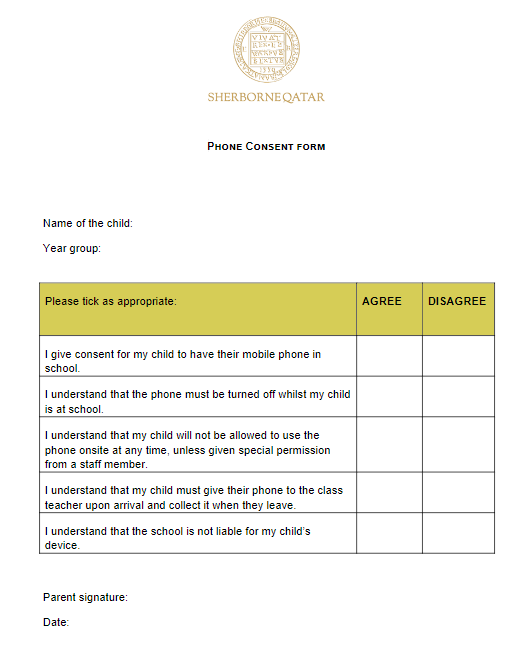 SHERBORNE QATAR
PHONE CONSENT FORM
Name of the child:
Year group:
Please tick as appropriate: AGREE DISAGREE
I give consent for my child to have their mobile phone in
school.
I understand that the phone must be turned off whilst my child
is at school.
I understand that my child will not be allowed to use the
phone onsite at any time, unless given special permission
from a staff member.
I understand that my child must give their phone to the class
teacher upon arrival and collect it when they leave.
I understand that the school is not liable for my child's
device.
Parent signature:
Date: